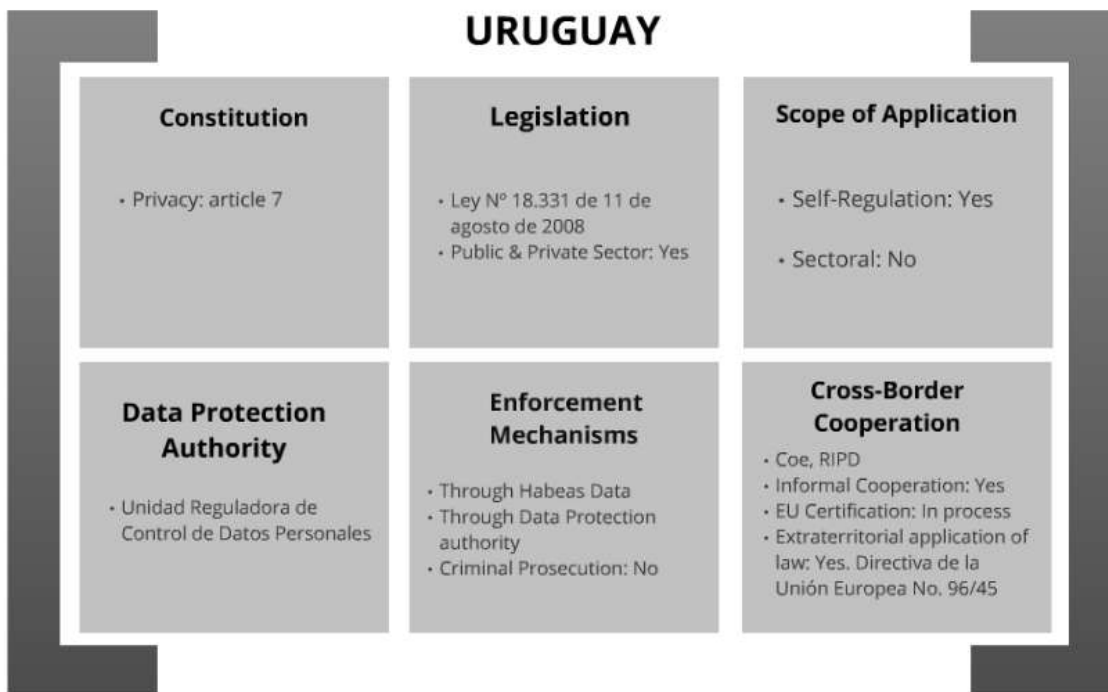 URUGUAY
Constitution
• Privacy: article 7
Legislation
• Ley Nº 18.331 de 11 de
agosto de 2008
• Public & Private Sector: Yes
Scope of Application
• Self-Regulation: Yes
• Sectoral: No
Data Protection
Authority
• Unidad Reguladora de
Control de Datos Personales
Enforcement
Mechanisms
• Through Habeas Data
• Through Data Protection
authority
• Criminal Prosecution: No
Cross-Border
Cooperation
• Coe, RIPD
• Informal Cooperation: Yes
• EU Certification: In process
• Extraterritorial application of
law: Yes. Directiva de la
Unión Europea No. 96/45